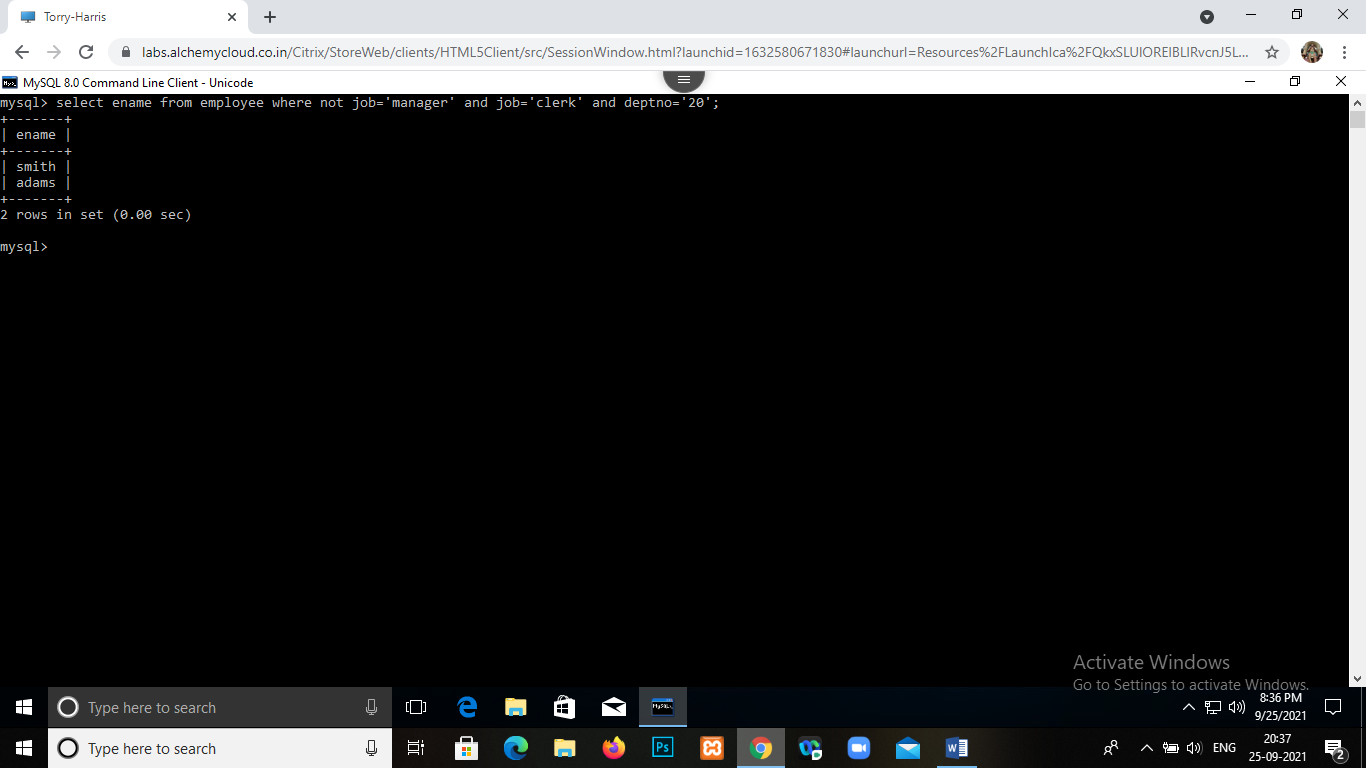 Torry-Harris
labs.alchemycloud.co.in/Citrix/StoreWeb/clients/HTML5Client/src/SessionWindow.html?launchid=1632580671830#launchurl=Resources%2FLaunchIca%2FQkxSLUlOREIBLlRvcnJ5L...
MySQL 8.0 Command Line Client - Unicode
mysql> select ename from employee where not job='manager' and job='clerk' and deptno='20';
+-------+
| ename |
+-------+
| smith |
| adams |
+-------+
2 rows in set (0.00 sec)
mysql>
Activate Windows
Go to Settings to activate Windows.
Type here to search
MySQL
8:36 PM
9/25/2021
Type here to search
Ps
ENG
20:37
25-09-2021
2